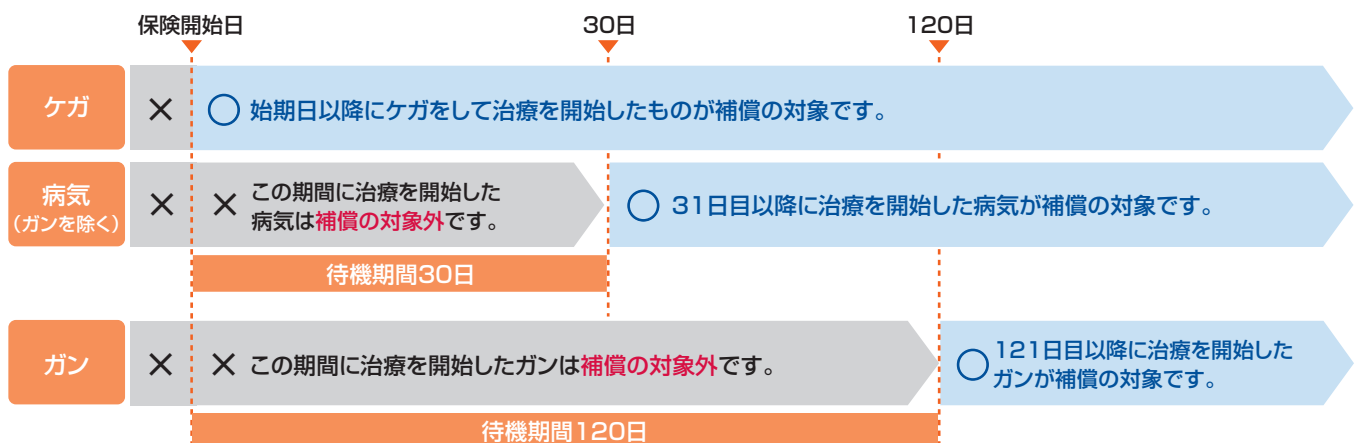 保険開始日
30日
120日
ケガ
× ○ 始期日以降にケガをして治療を開始したものが補償の対象です。
病気
(ガンを除く)
× × この期間に治療を開始した
病気は補償の対象外です。
○ 31日目以降に治療を開始した病気が補償の対象です。
待機期間30日
ガン
× × この期間に治療を開始したガンは補償の対象外です。
○ 121日目以降に治療を開始した
ガンが補償の対象です。
待機期間120日